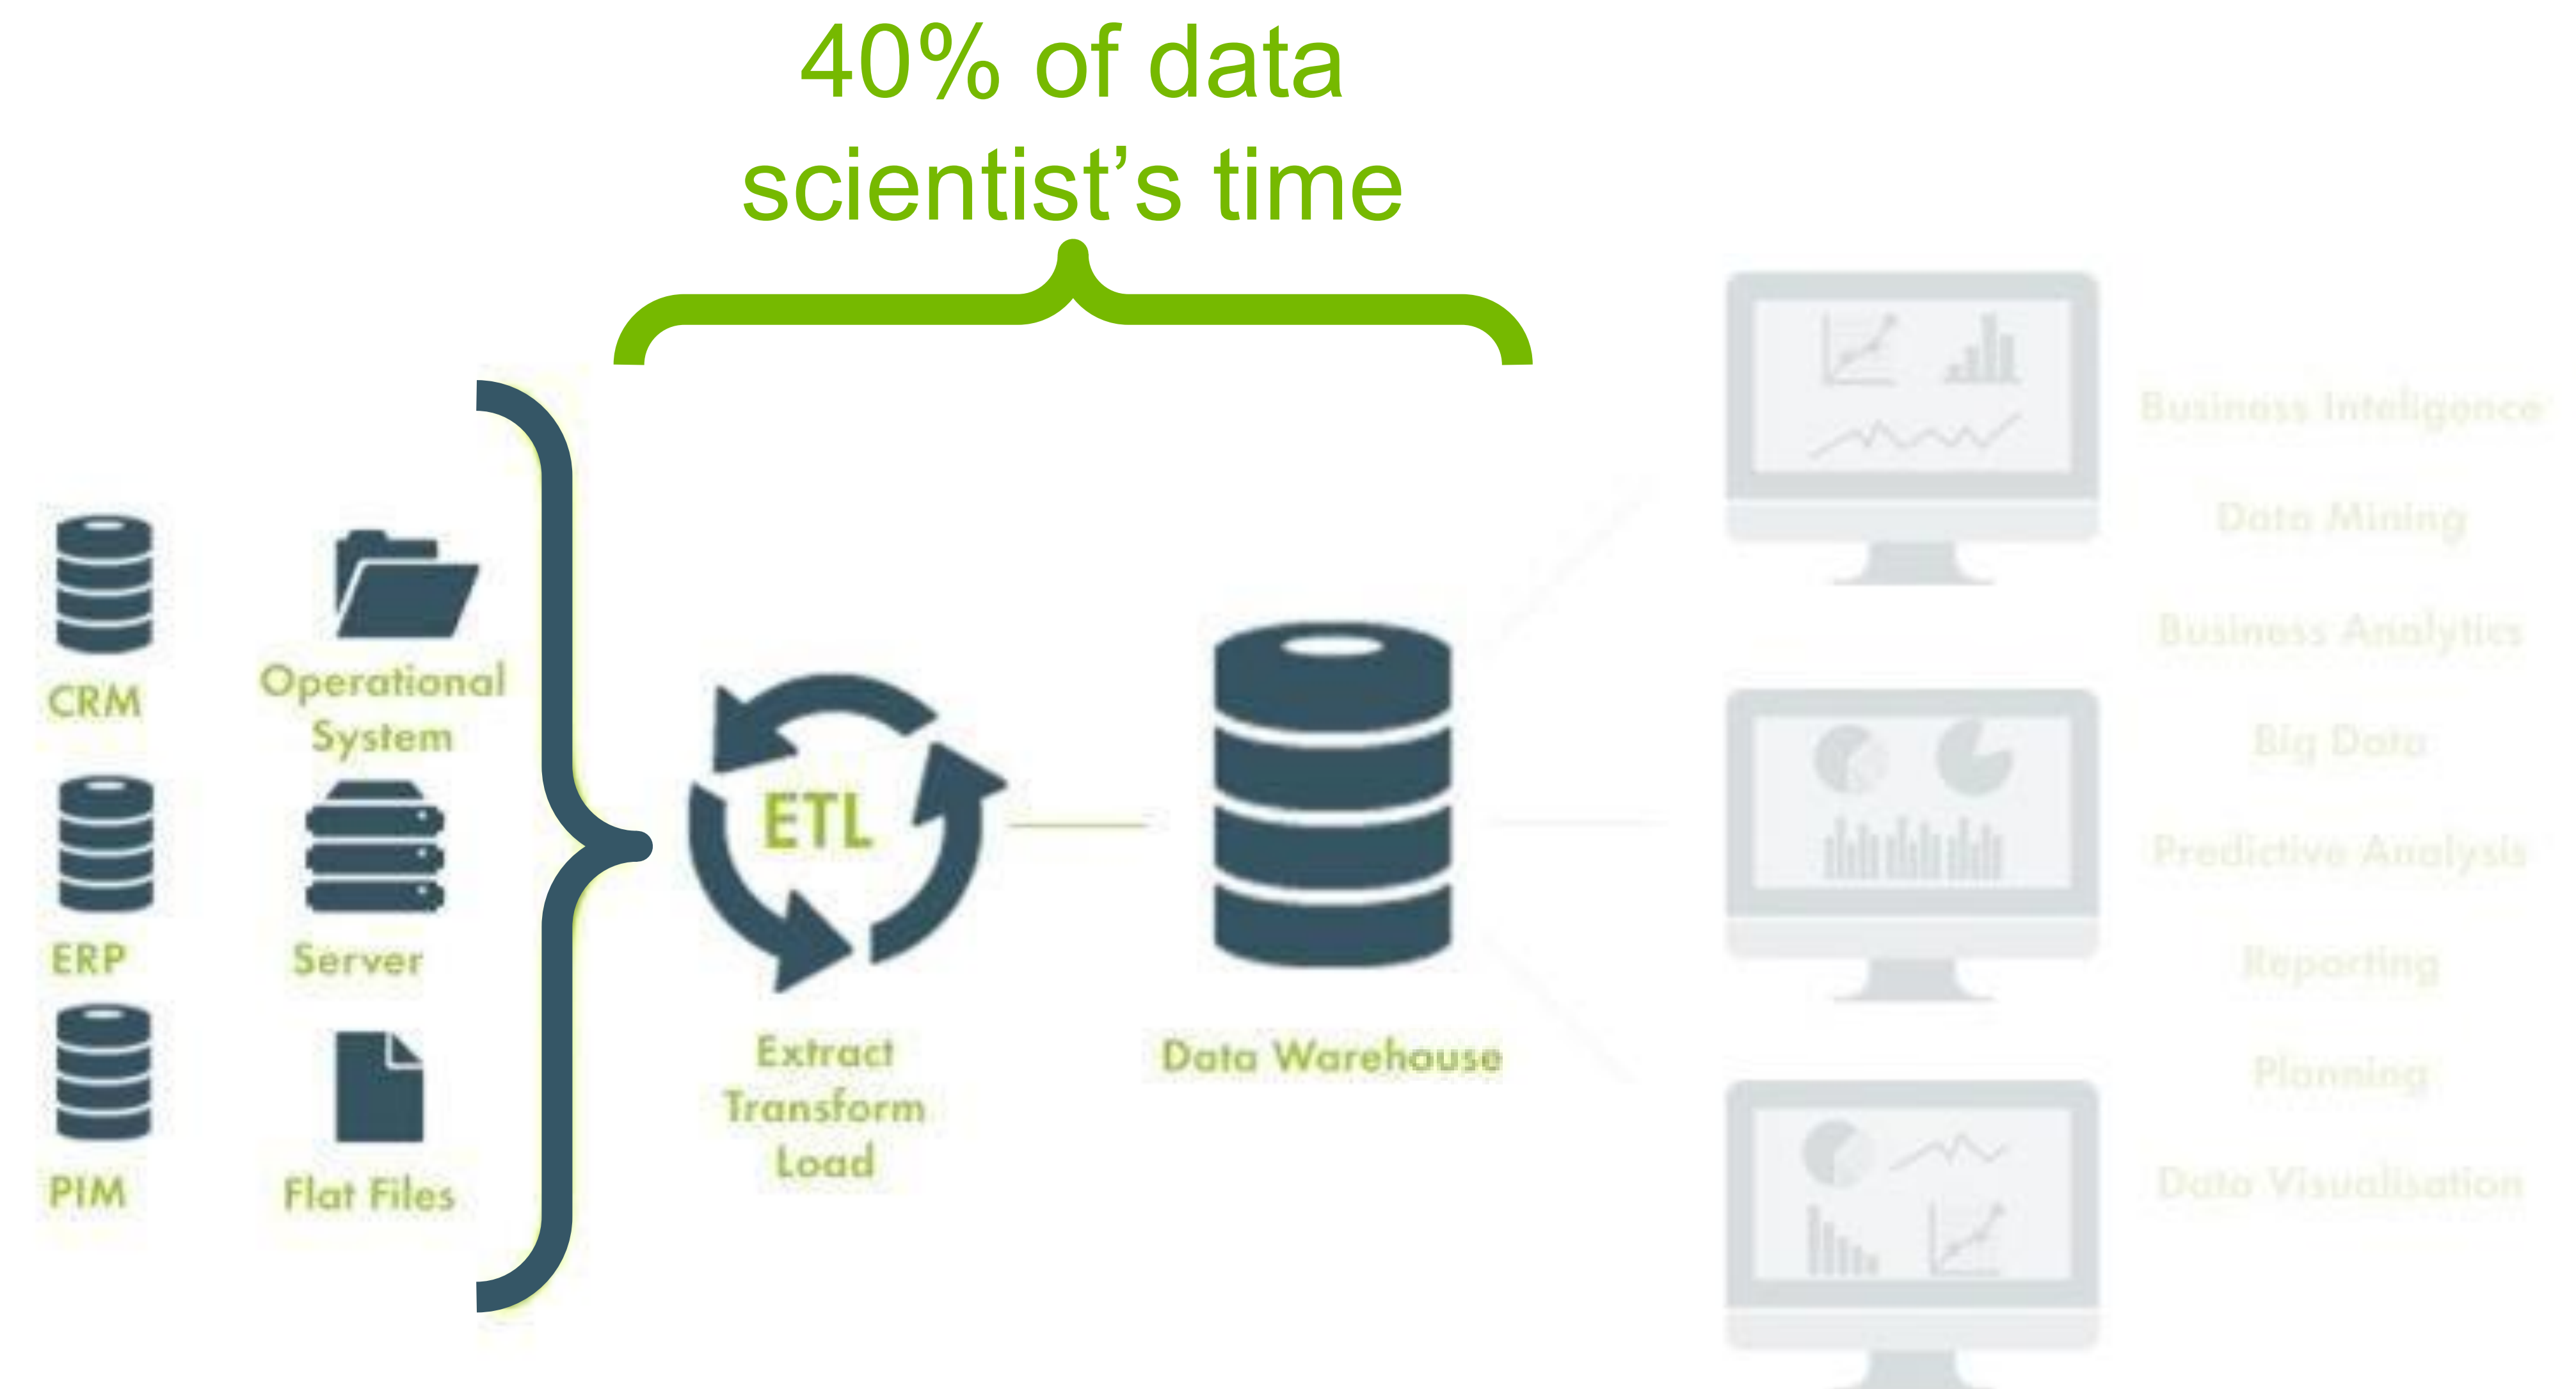 40% of data
scientist’s time
CRM
Operational
System
ERP
Server
PIM
Flat Files
ETL
Extract
Transform
Load
Data Warehouse
Business Inteligence
Data Mining
Business Analytics
Big Data
Predictive Analysis
Reporting
Planning
Data Visualisation